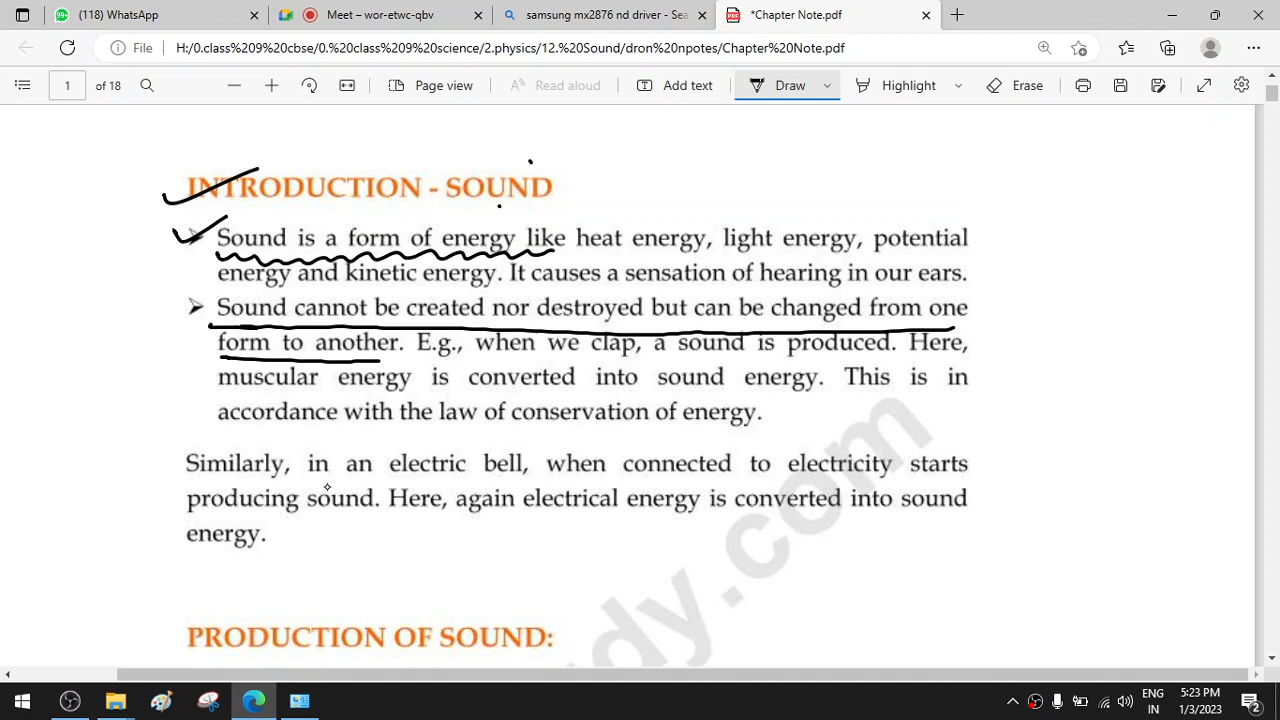 (118) WhatsApp
Meet – wor-etwc-qbv
samsung mx2876 nd driver - Sea
*Chapter Note.pdf
File
H:/0.class%209%20cbse/0.%20class%209%20science/2.physics/12.%20Sound/dron%20npotes/Chapter%20Note.pdf
1 of 18
Page view
Read aloud
Add text
Draw
Highlight
Erase
INTRODUCTION - SOUND
Sound is a form of energy like heat energy, light energy, potential
energy and kinetic energy. It causes a sensation of hearing in our ears.
Sound cannot be created nor destroyed but can be changed from one
form to another. E.g., when we clap, a sound is produced. Here,
muscular energy is converted into sound energy. This is in
accordance with the law of conservation of energy.
Similarly, in an electric bell, when connected to electricity starts
producing sound. Here, again electrical energy is converted into sound
energy.
dy.com
PRODUCTION OF SOUND:
ENG
IN
5:23 PM
1/3/2023
2